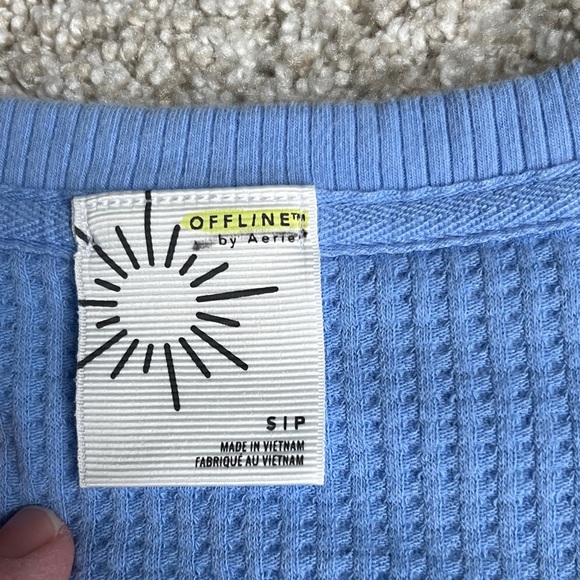 OFFLINE™
by Aerie
S | P
MADE IN VIETNAM
FABRIQUÉ AU VIETNAM